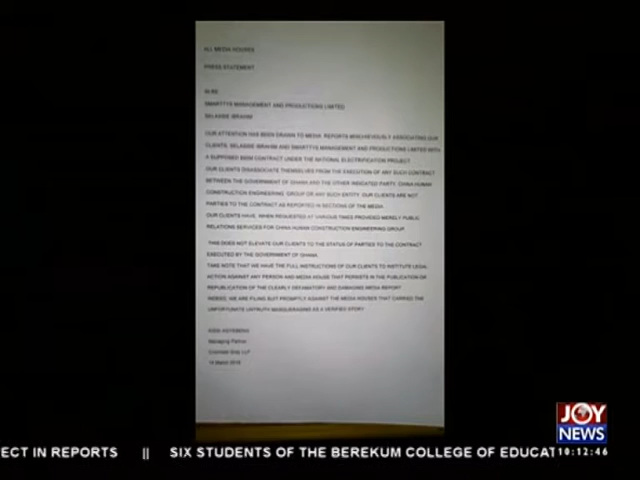 ALL MEDIA HOUSES
PRESS STATEMENT
IN RE
SMARTTYS MANAGEMENT AND PRODUCTIONS LIMITED
SELASSIE IBRAHIM
OUR ATTENTION HAS BEEN DRAWN TO MEDIA REPORTS MISCHIEVOUSLY ASSOCIATING OUR
CLIENTS, SELASSIE IBRAHIM AND SMARTTYS MANAGEMENT AND PRODUCTIONS LIMITED WITH
A SUPPOSED CONTRACT UNDER THE NATIONAL ELECTRIFICATION PROJECT
OUR CLIENTS DISASSOCIATE THEMSELVES FROM THE EXECUTION OF ANY SUCH CONTRACT
BETWEEN THE GOVERNMENT OF GHANA AND THE OTHER INDICATED PARTY, CHINA HUNAN
CONSTRUCTION ENGINEERING GROUP OR ANY SUCH ENTITY. OUR CLIENTS ARE NOT
PARTIES TO THE CONTRACT AS REPORTED IN SECTIONS OF THE MEDIA.
OUR CLIENTS HAVE, WHEN REQUESTED AT VARIOUS TIMES PROVIDED MERELY PUBLIC
RELATIONS SERVICES FOR CHINA HUNAN CONSTRUCTION ENGINEERING GROUP
THIS DOES NOT ELEVATE OUR CLIENTS TO THE STATUS OF PARTIES TO THE CONTRACT
EXECUTED BY THE GOVERNMENT OF GHANA.
TAKE NOTE THAT WE HAVE THE FULL INSTRUCTIONS OF OUR CLIENTS TO INSTITUTE LEGAL
ACTION AGAINST ANY PERSON AND MEDIA HOUSE THAT PERSISTS IN THE PUBLICATION OR
REPUBLICATION OF THE CLEARLY DEFAMATORY AND DAMAGING MEDIA REPORT
INDEED, WE ARE FILING SUIT PROMPTLY AGAINST THE MEDIA HOUSES THAT CARRIED THE
UNFORTUNATE UNTRUTH MASQUERADING AS A VERIFIED STORY
Managing Partner
LLP
14 March
JOY
NEWS
10:12:46
ECT IN REPORTS || SIX STUDENTS OF THE BEREKUM COLLEGE OF EDUCAT